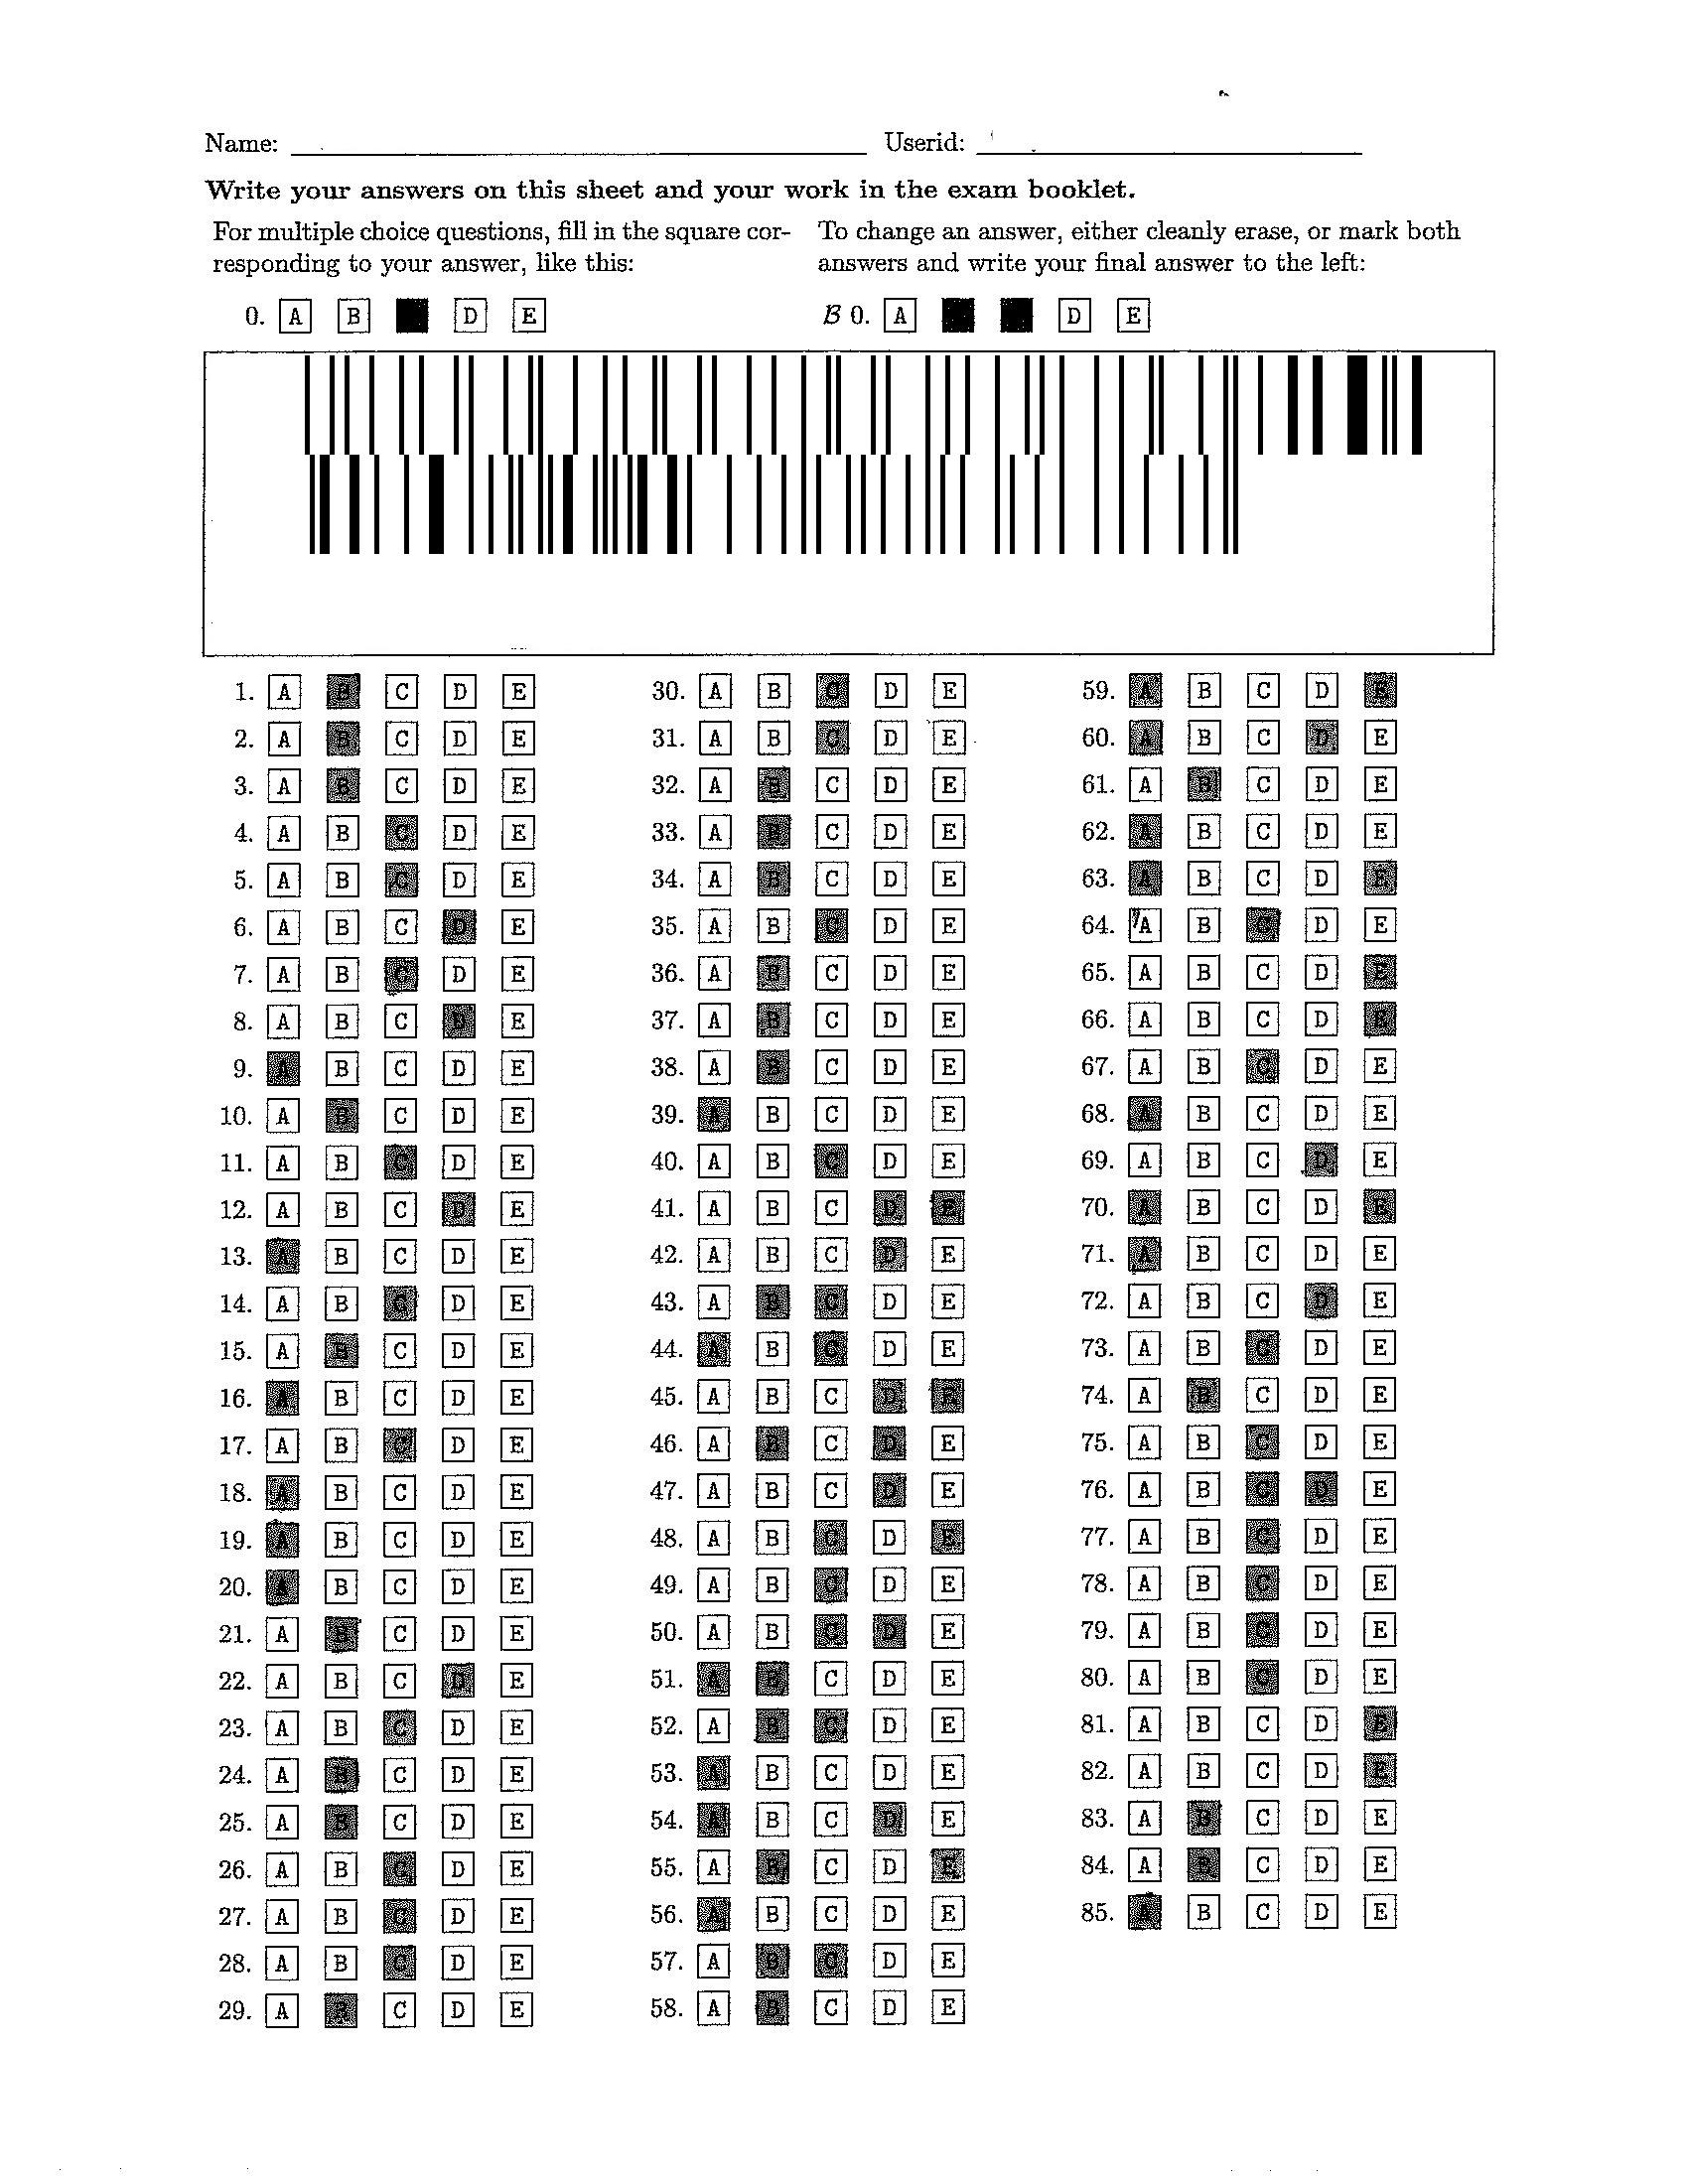 Name:
Userid:
Write your answers on this sheet and your work in the exam booklet.
For multiple choice questions, fill in the square cor-
responding to your answer, like this:
0. A B D E
To change an answer, either cleanly erase, or mark both
answers and write your final answer to the left:
B 0. A D E
1. A B C D E
2. A B C D E
3. A B C D E
4. A B C D E
5. A B C D E
6. A B C D E
7. A B C D E
8. A B C D E
9. A B C D E
10. A B C D E
11. A B C D E
12. A B C D E
13. A B C D E
14. A B C D E
15. A B C D E
16. A B C D E
17. A B C D E
18. A B C D E
19. A B C D E
20. A B C D E
21. A B C D E
22. A B C D E
23. A B C D E
24. A B C D E
25. A B C D E
26. A B C D E
27. A B C D E
28. A B C D E
29. A B C D E
30. A B C D E
31. A B C D E
32. A B C D E
33. A B C D E
34. A B C D E
35. A B C D E
36. A B C D E
37. A B C D E
38. A B C D E
39. A B C D E
40. A B C D E
41. A B C D E
42. A B C D E
43. A B C D E
44. A B C D E
45. A B C D E
46. A B C D E
47. A B C D E
48. A B C D E
49. A B C D E
50. A B C D E
51. A B C D E
52. A B C D E
53. A B C D E
54. A B C D E
55. A B C D E
56. A B C D E
57. A B C D E
58. A B C D E
59. A B C D E
60. A B C D E
61. A B C D E
62. A B C D E
63. A B C D E
64. A B C D E
65. A B C D E
66. A B C D E
67. A B C D E
68. A B C D E
69. A B C D E
70. A B C D E
71. A B C D E
72. A B C D E
73. A B C D E
74. A B C D E
75. A B C D E
76. A B C D E
77. A B C D E
78. A B C D E
79. A B C D E
80. A B C D E
81. A B C D E
82. A B C D E
83. A B C D E
84. A B C D E
85. A B C D E